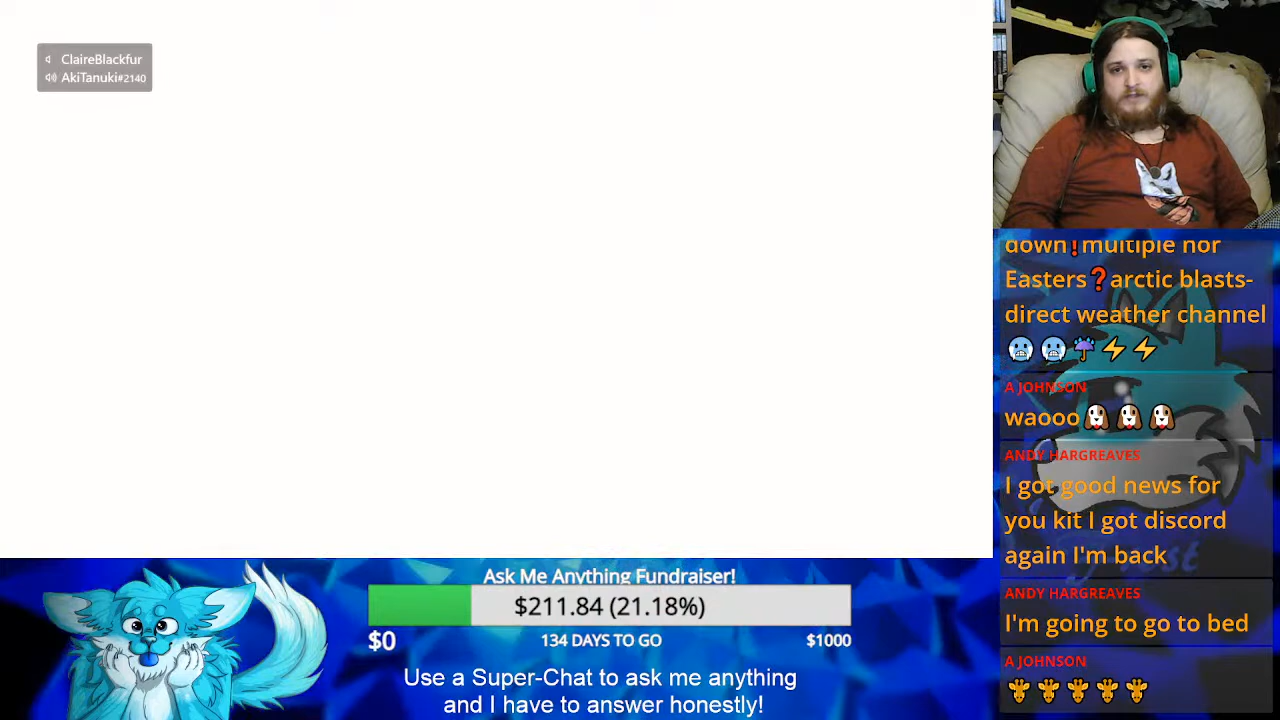 ClaireBlackfur
AkiTanuki#2140
down❗multiple nor
Easters❓arctic blasts-
direct weather channel
🥶🥶☔⚡⚡
A JOHNSON
waooo🐶🐶🐶
ANDY HARGREAVES
I got good news for
you kit I got discord
again I'm back
ANDY HARGREAVES
I'm going to go to bed
A JOHNSON
🦒🦒🦒🦒🦒
Ask Me Anything Fundraiser!
$211.84 (21.18%)
$0 134 DAYS TO GO $1000
Use a Super-Chat to ask me anything
and I have to answer honestly!